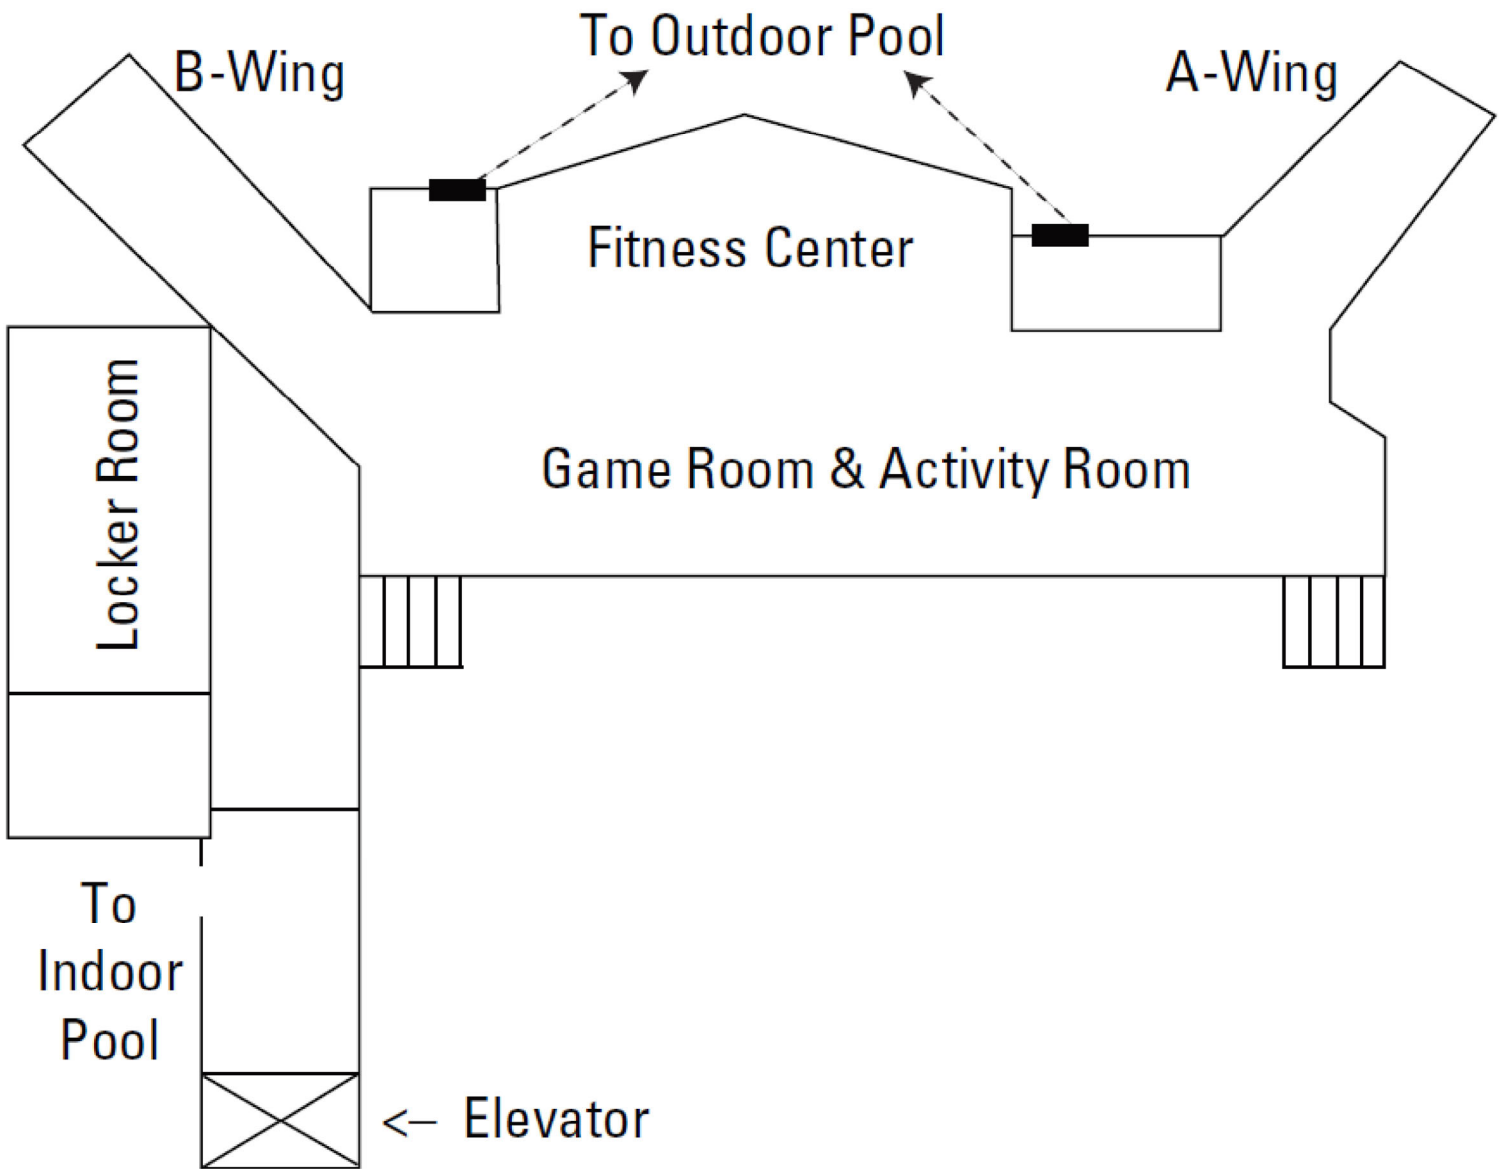 To Outdoor Pool
B-Wing
A-Wing
Fitness Center
Locker Room
Game Room & Activity Room
To
Indoor
Pool
<– Elevator